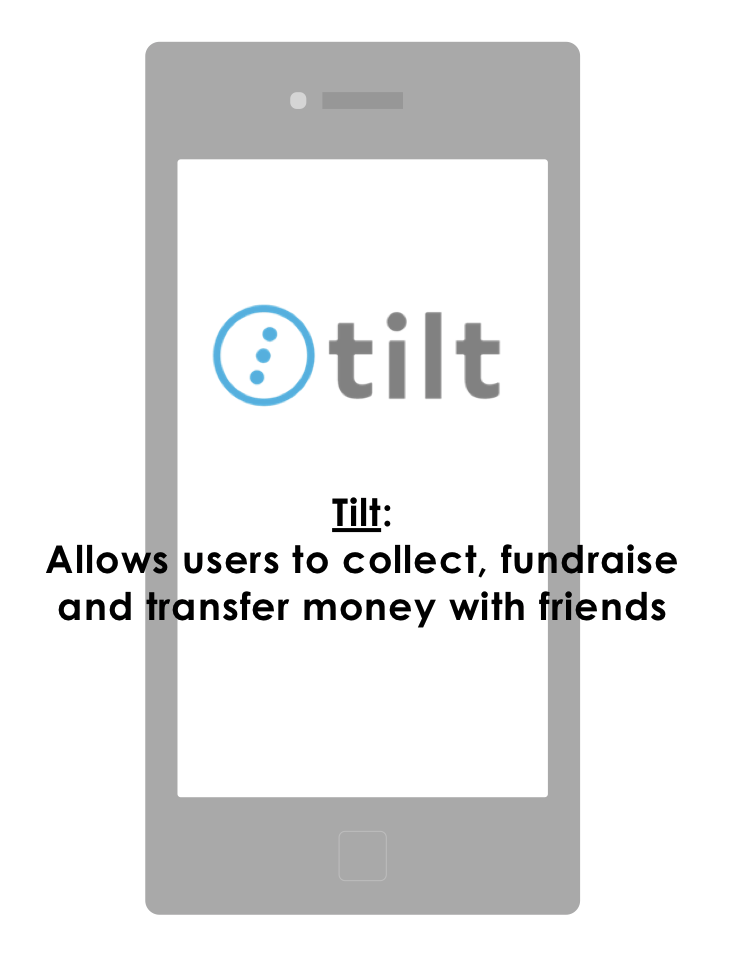 tilt
Tilt:
Allows users to collect, fundraise
and transfer money with friends